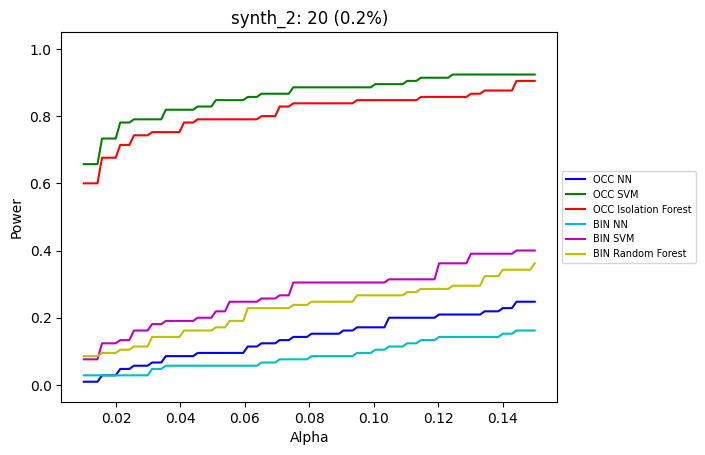 synth_2: 20 (0.2%)
Power
1.0
0.8
0.6
0.4
0.2
0.0
0.02
0.04
0.06
0.08
0.10
0.12
0.14
Alpha
OCC NN
OCC SVM
OCC Isolation Forest
BIN NN
BIN SVM
BIN Random Forest